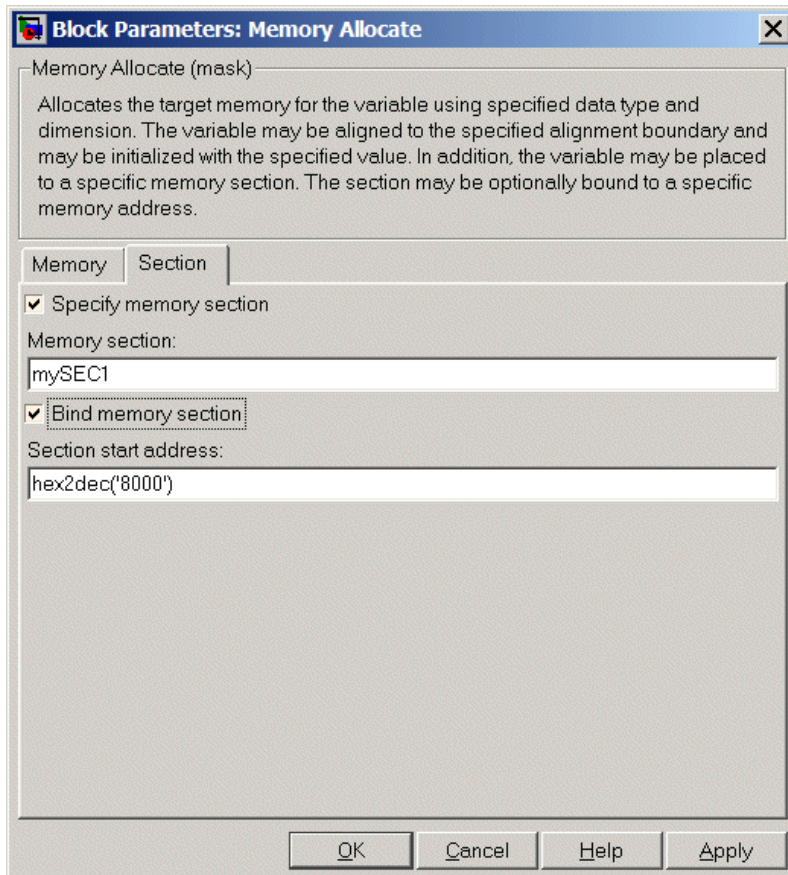 Block Parameters: Memory Allocate
Memory Allocate (mask)
Allocates the target memory for the variable using specified data type and
dimension. The variable may be aligned to the specified alignment boundary and
may be initialized with the specified value. In addition, the variable may be placed
to a specific memory section. The section may be optionally bound to a specific
memory address.
Memory Section
Specify memory section
Memory section:
mySEC1
Bind memory section
Section start address:
hex2dec('8000')
OK Cancel Help Apply